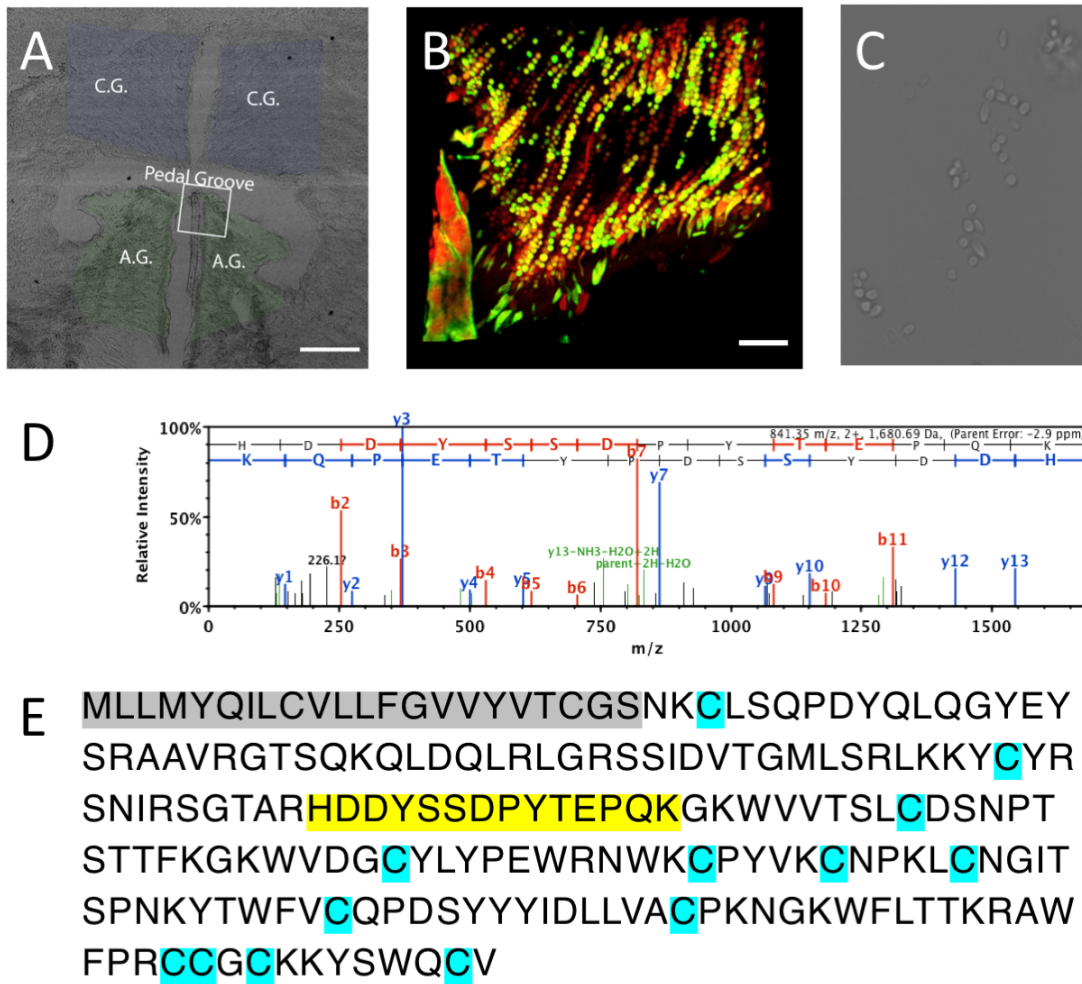 A
C.G.
C.G.
Pedal Groove
A.G.
A.G.
B
C
D
100%
50%
0%
Relative Intensity
y3
841.35 m/z, 2+, 1,680.69 Da, (Parent Error: -2.9 ppm
H D D Y S S D P Y T E P Q K
K Q P E T Y P D S S Y D D H
b7
y7
b2
226.1?
b3
y13-NH3-H2O+2H
parent-2H-H2O
b11
y1
y2
b4
y4
b5
y5
b6
b9
y10
b10
y12
y13
0 250 500 750 1000 1250 1500
m/z
E
MLLMYQILCVLLFGVVYVTCGSNKCLSQPDYQLQGYEY
SRAAVRGTSQKQLDQLRLGRSSIDVTGMLSRLKKYCYR
SNIRSGTARHDDYSSDPYTEPQKGKWVVTSLCDSNPT
STTFKGKWVDGCYLYPEWRNWKCPYVKCNPKLCNGIT
SPNKYTWFVCQPDSYYYIDLLVACPKNGKWFLTTKRAW
FPRCCGCKKYSWQCV